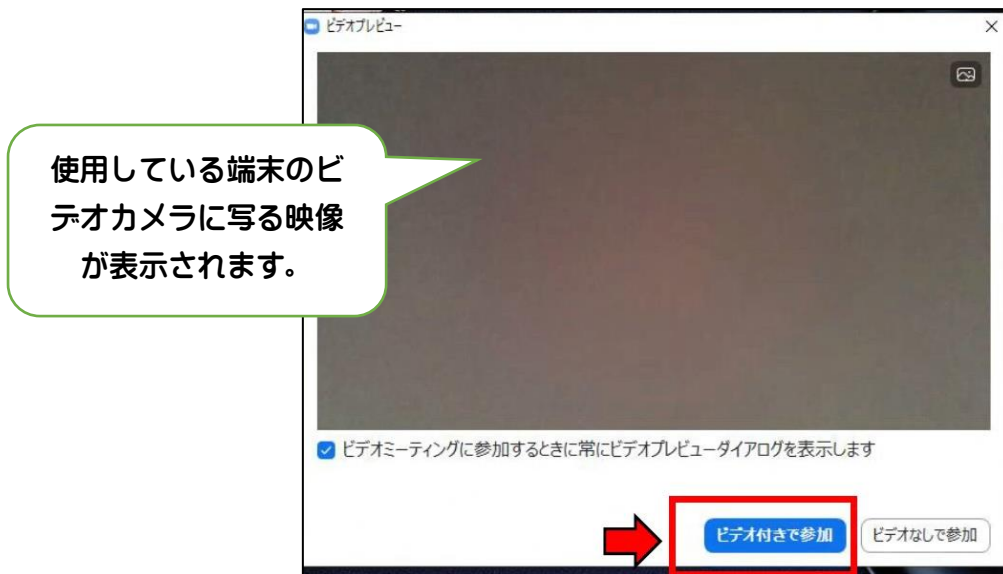 ビデオプレビュー
使用している端末のビ
デオカメラに写る映像
が表示されます。
ビデオミーティングに参加するときに常にビデオプレビューダイアログを表示します
ビデオ付きで参加
ビデオなしで参加